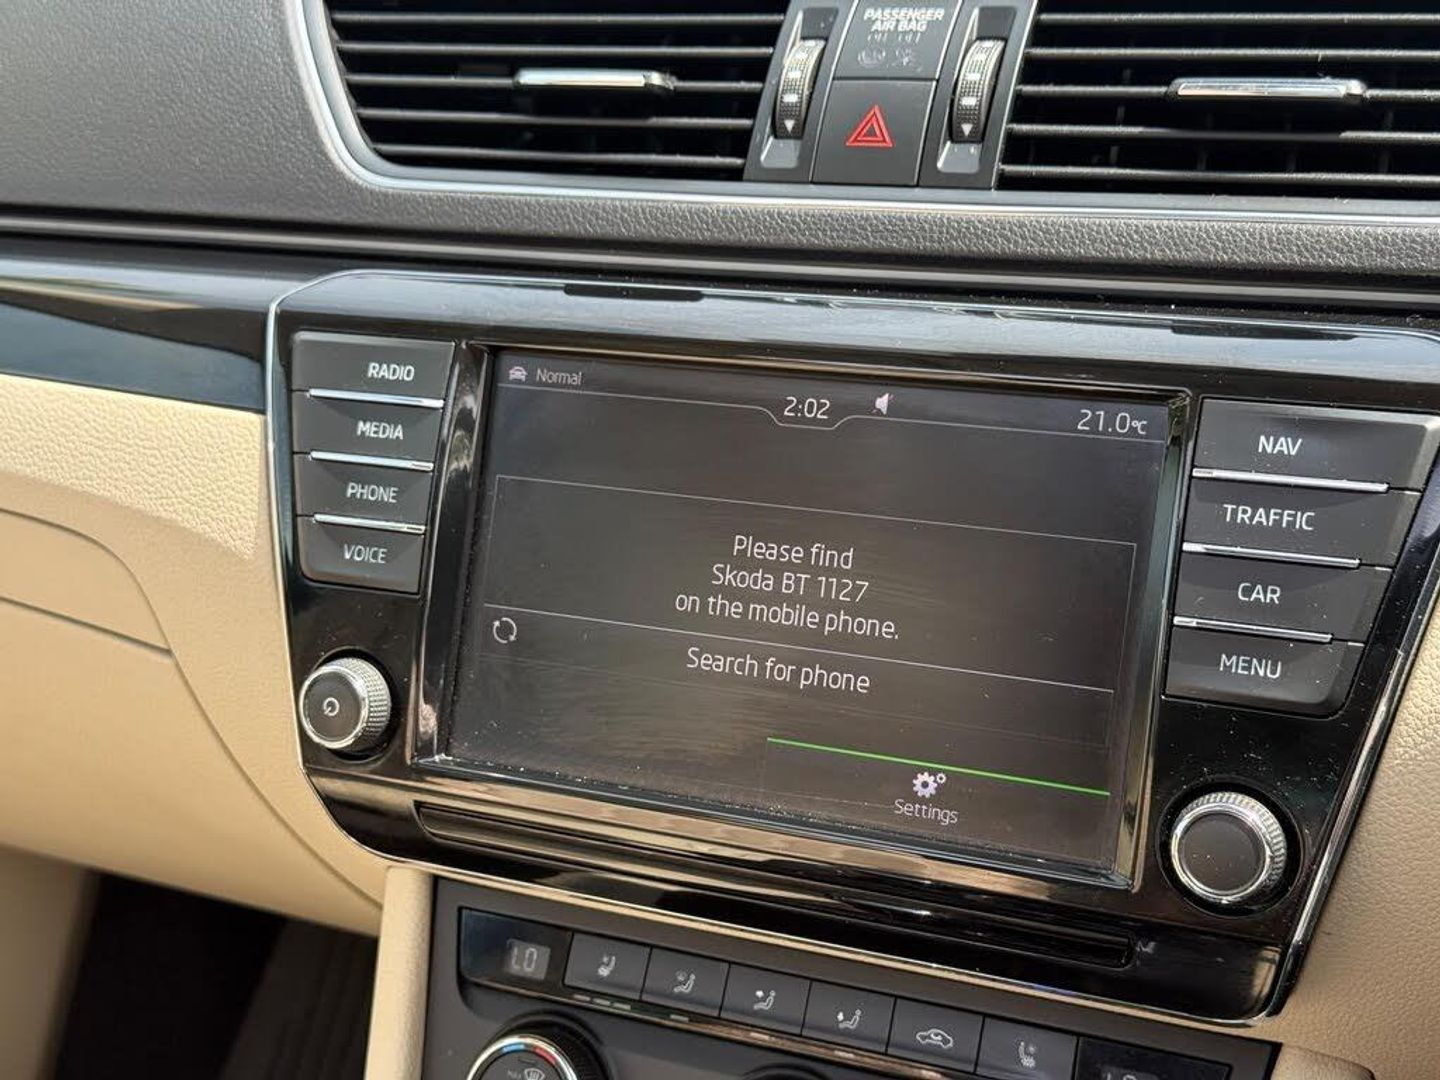 PASSENGER
AIR BAG
RADIO
MEDIA
PHONE
VOICE
Normal
2:02
21.0°C
Please find
Skoda BT 1127
on the mobile phone.
Search for phone
Settings
NAV
TRAFFIC
CAR
MENU
LO